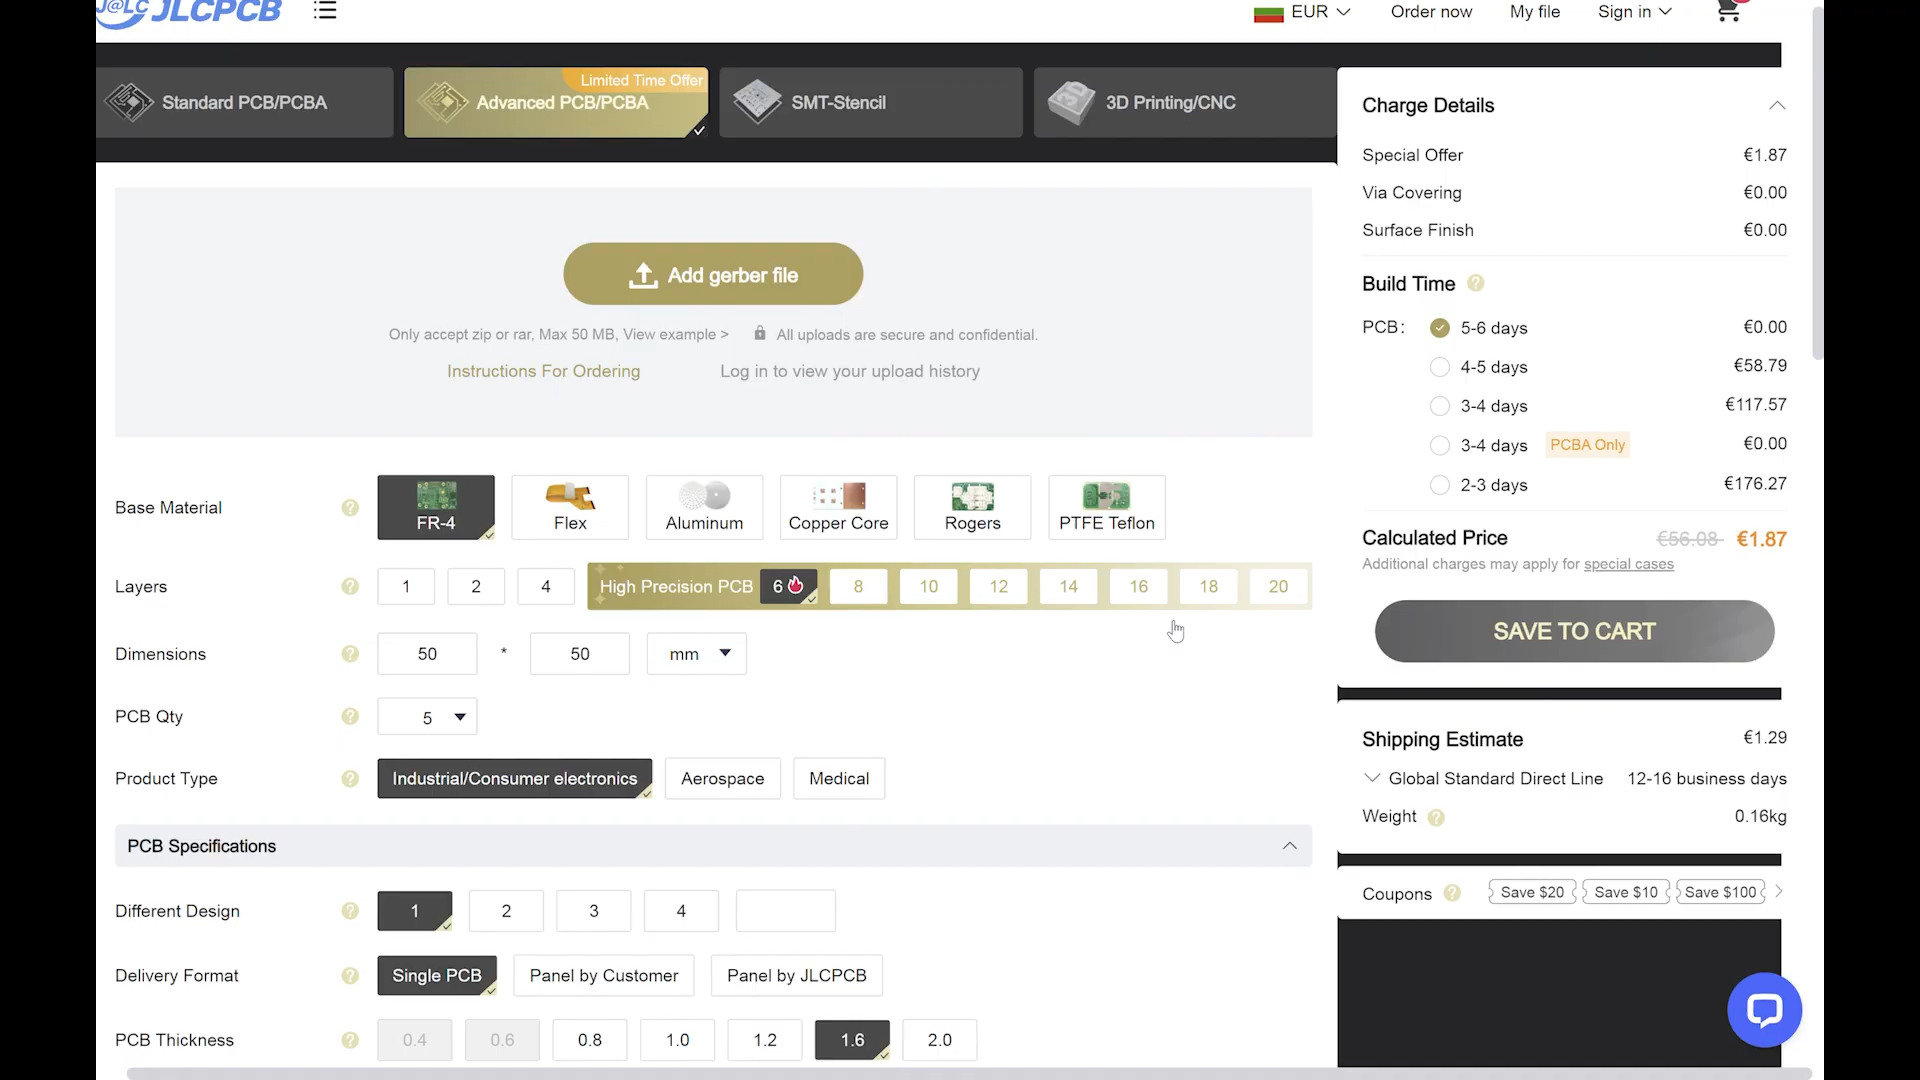 J@LC JLCPCB
EUR
Order now
My file
Sign in
Standard PCB/PCBA
Limited Time Offer
Advanced PCB/PCBA
SMT-Stencil
3D Printing/CNC
Add gerber file
Only accept zip or rar, Max 50 MB, View example >
All uploads are secure and confidential.
Instructions For Ordering
Log in to view your upload history
Base Material ?
FR-4
Flex
Aluminum
Copper Core
Rogers
PTFE Teflon
Layers ? 1 2 4 High Precision PCB 6 8 10 12 14 16 18 20
Dimensions ? 50 * 50 mm
PCB Qty ? 5
Product Type ? Industrial/Consumer electronics Aerospace Medical
PCB Specifications
Different Design ? 1 2 3 4
Delivery Format ? Single PCB Panel by Customer Panel by JLCPCB
PCB Thickness ? 0.4 0.6 0.8 1.0 1.2 1.6 2.0
Charge Details
Special Offer €1.87
Via Covering €0.00
Surface Finish €0.00
Build Time ?
PCB: 5-6 days €0.00
4-5 days €58.79
3-4 days €117.57
3-4 days PCBA Only €0.00
2-3 days €176.27
Calculated Price €56.08 €1.87
Additional charges may apply for special cases
SAVE TO CART
Shipping Estimate €1.29
Global Standard Direct Line 12-16 business days
Weight ? 0.16kg
Coupons ? Save $20 Save $10 Save $100